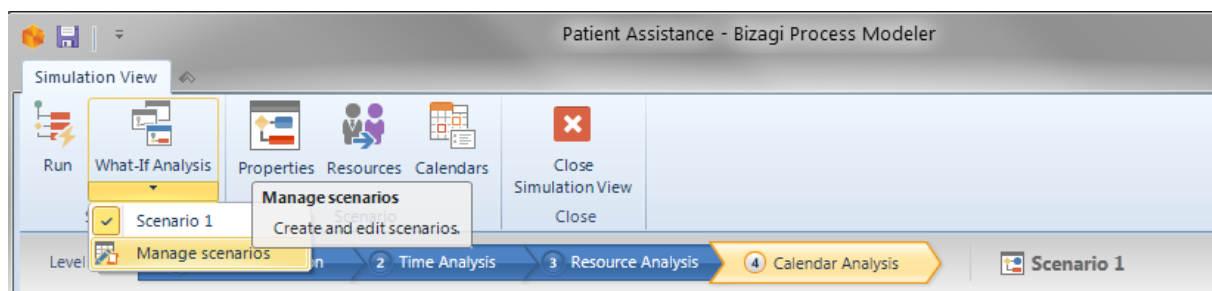 Patient Assistance - Bizagi Process Modeler
Simulation View
Run
What-If Analysis
Properties
Resources
Calendars
Close
Simulation View
Manage scenarios
Create and edit scenarios.
Scenario
Close
Scenario 1
Manage scenarios
Level
2 Time Analysis
3 Resource Analysis
4 Calendar Analysis
Scenario 1